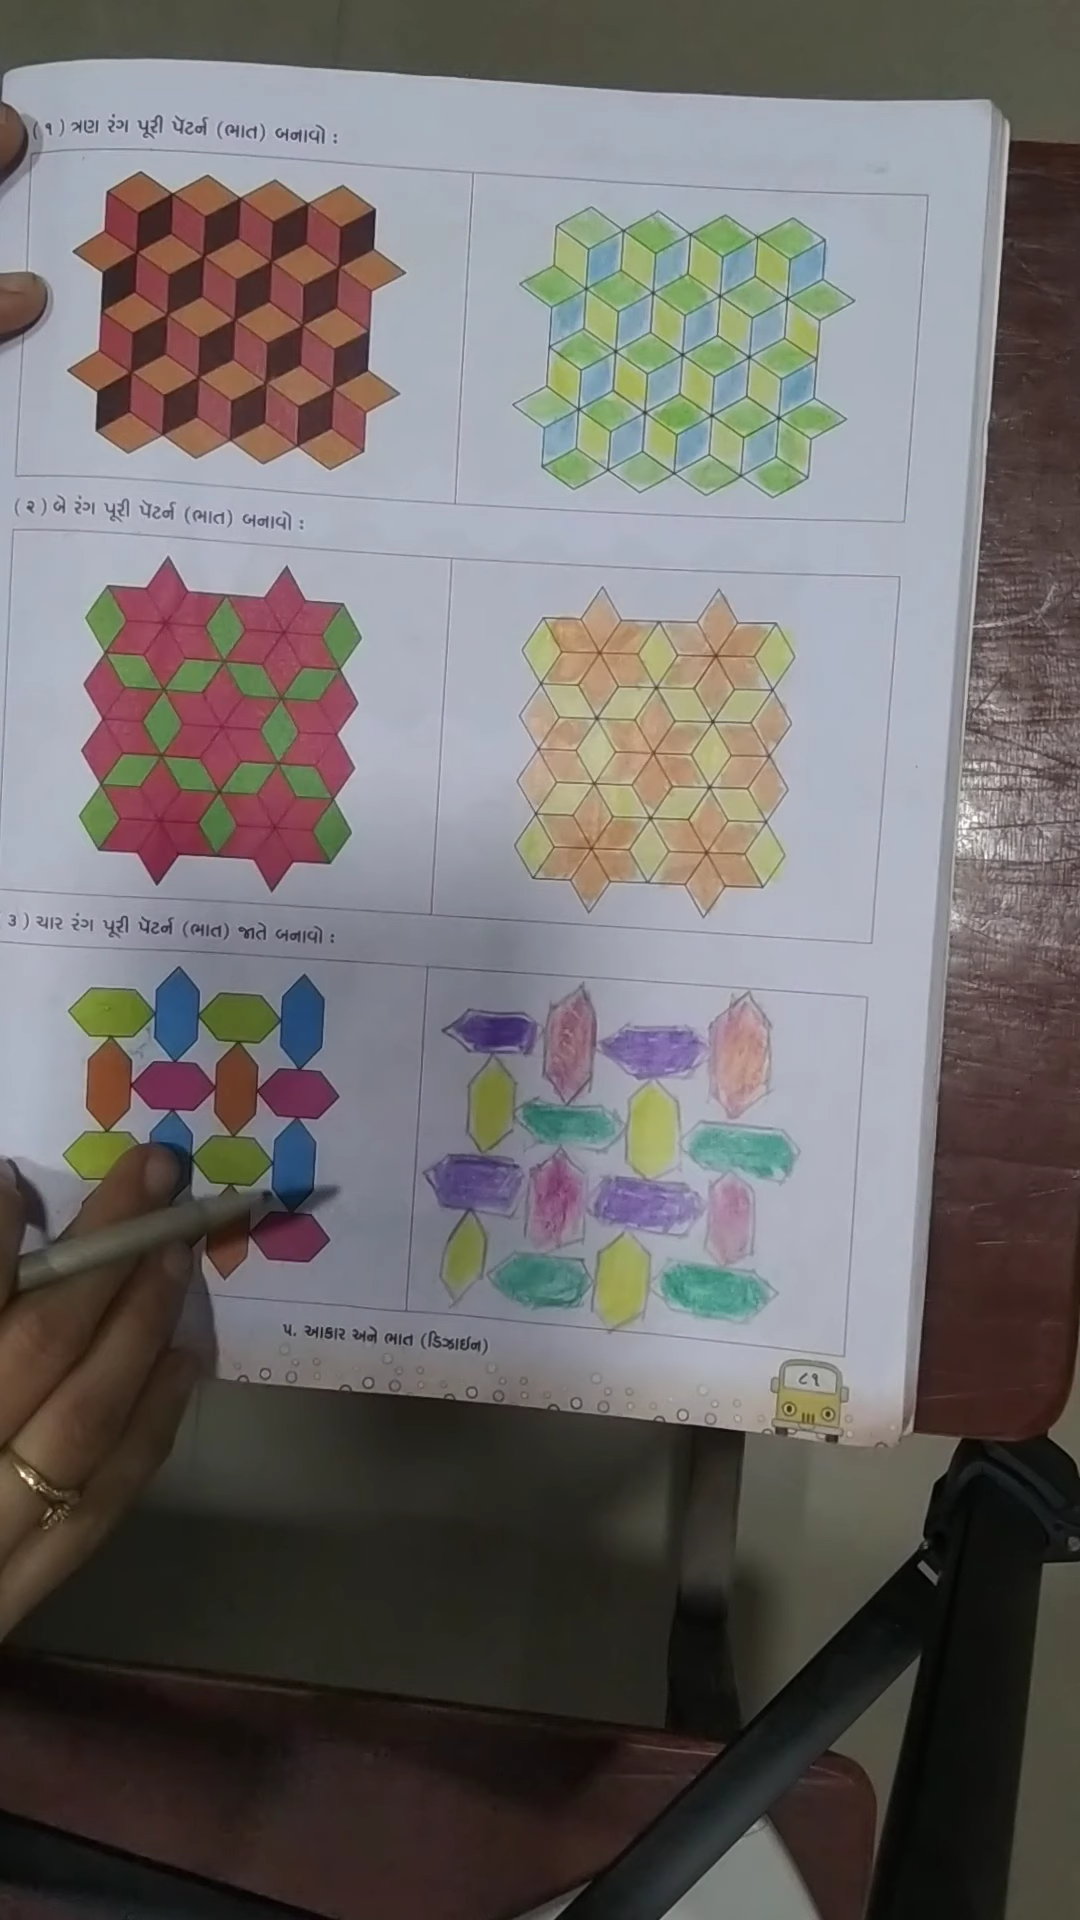 (૧) ત્રણ રંગ પૂરી પૅટર્ન (ભાત) બનાવો :
(૨) બે રંગ પૂરી પૅટર્ન (ભાત) બનાવો :
૩) ચાર રંગ પૂરી પૅટર્ન (ભાત) જાતે બનાવો :
૫. આકાર અને ભાત (ડિઝાઇન)
૮૧